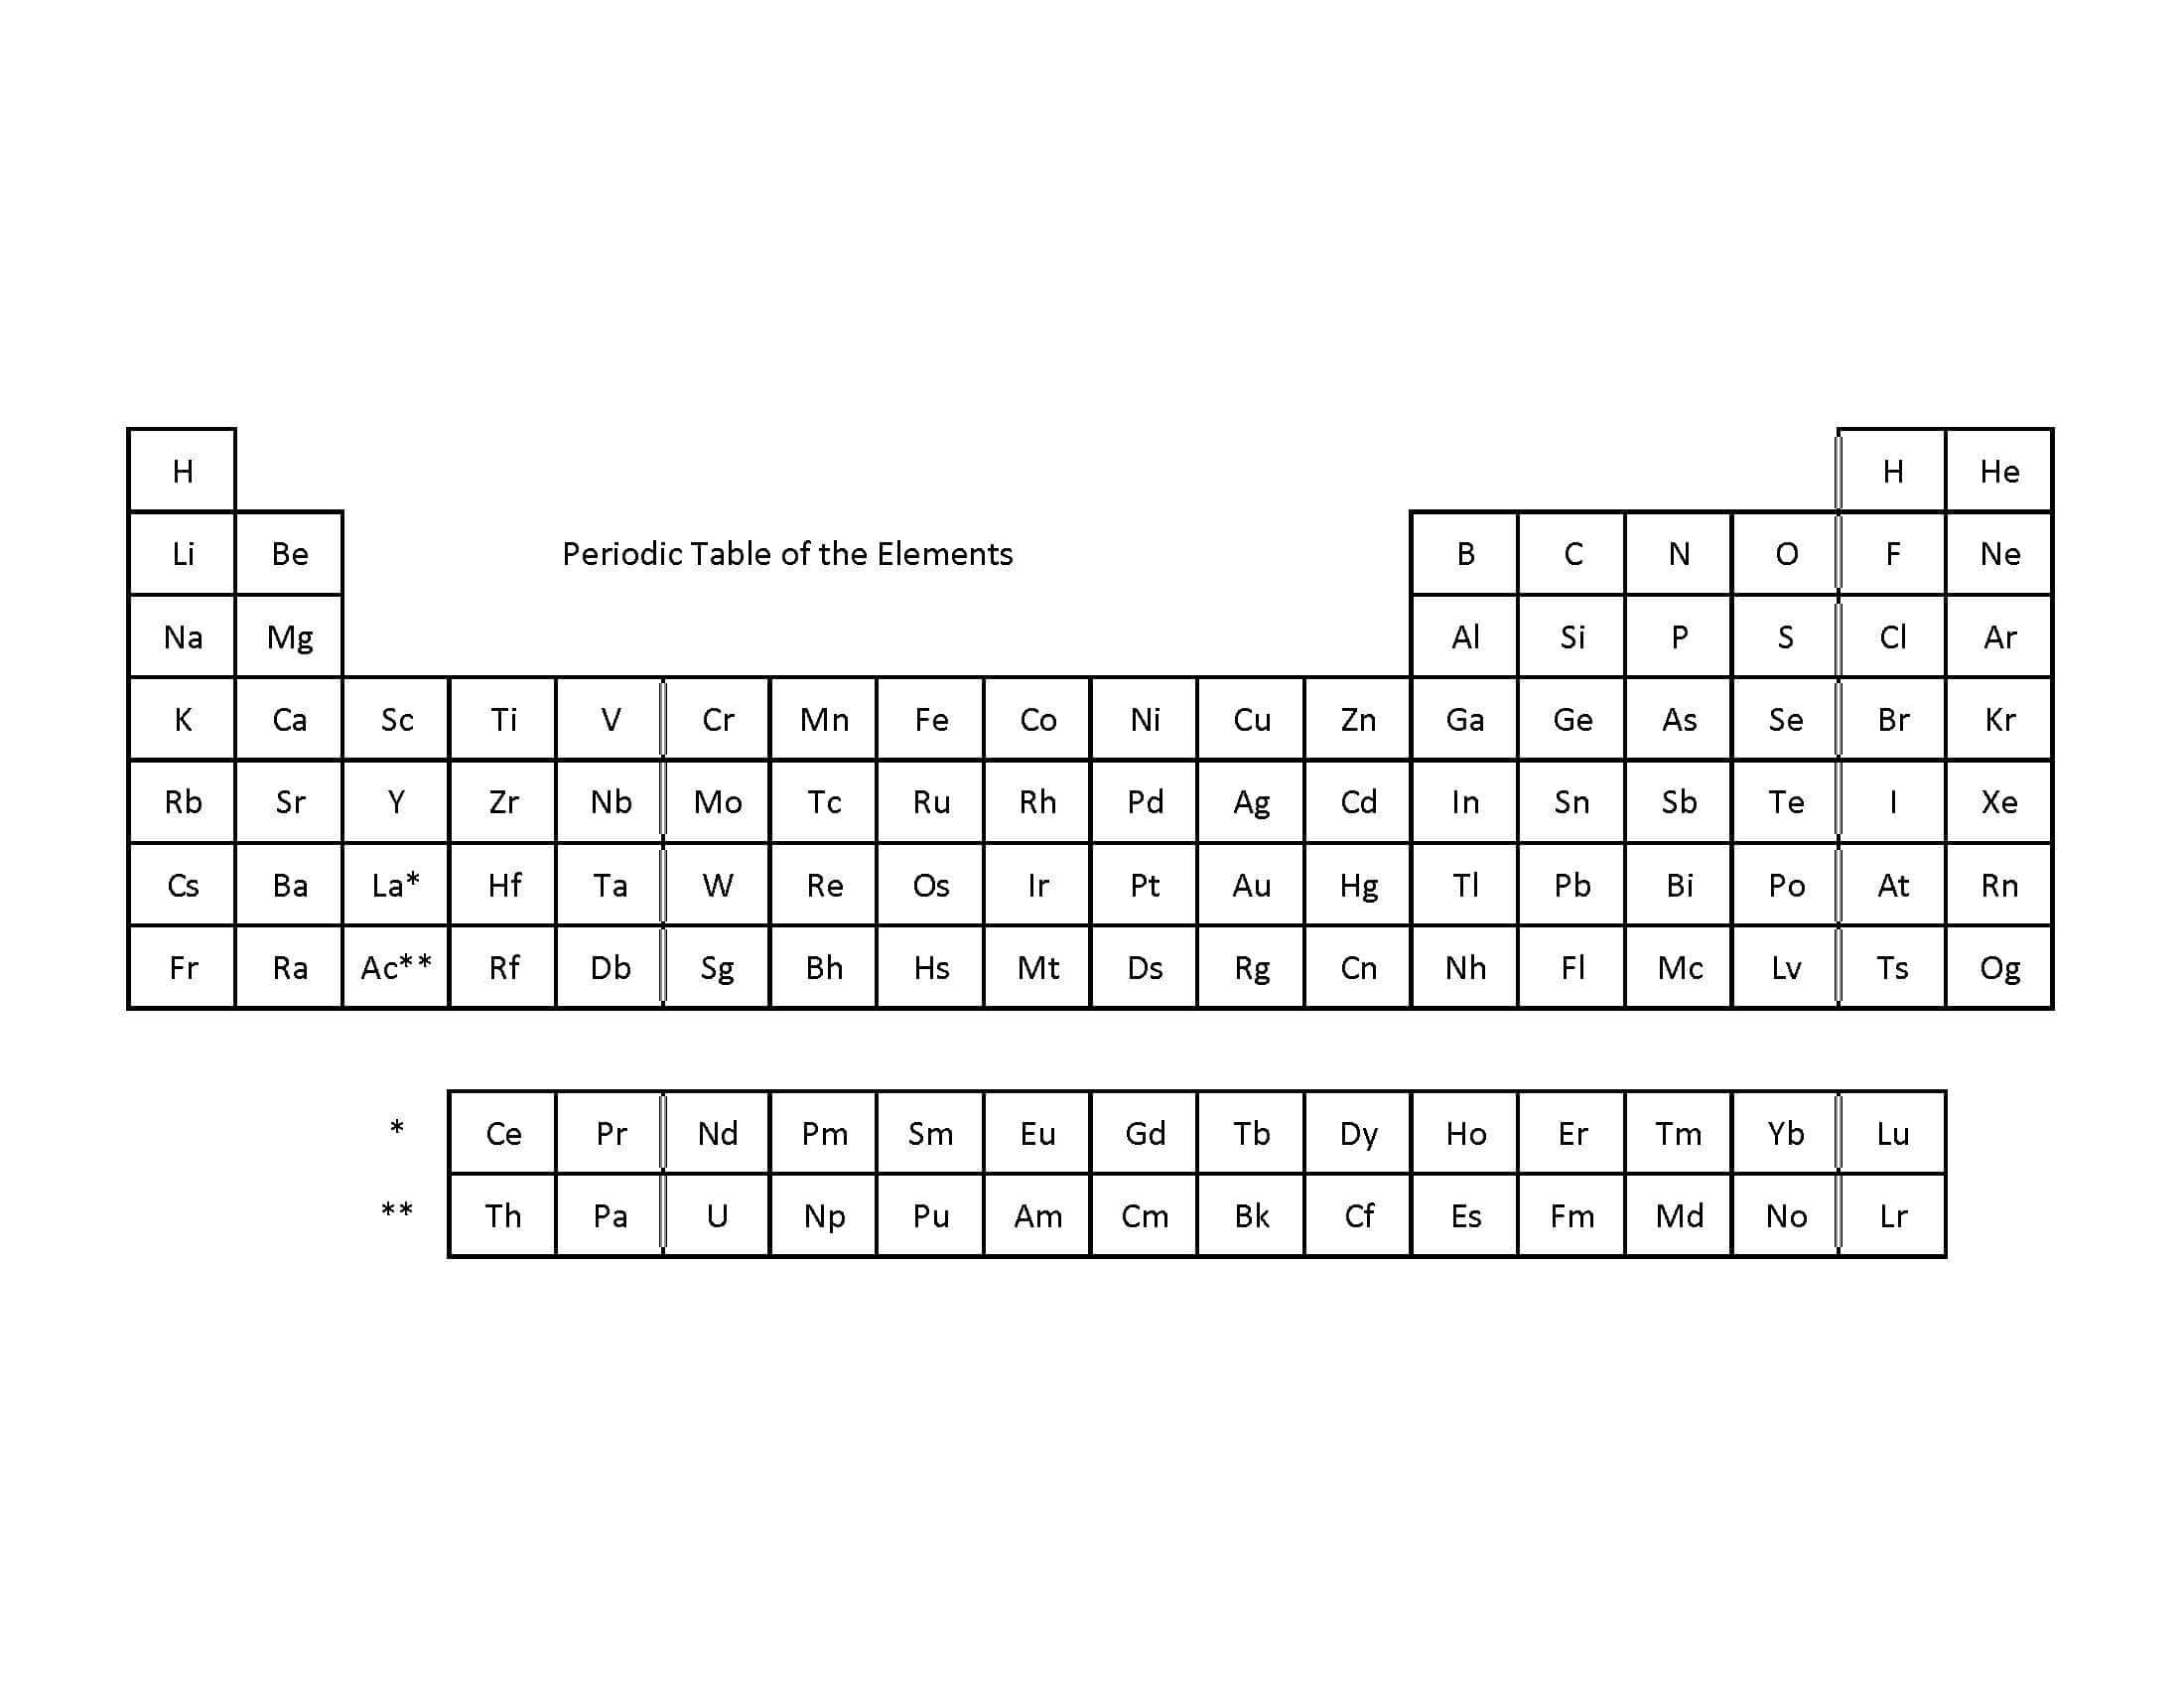 H H He
Li Be Periodic Table of the Elements B C N O F Ne
Na Mg Al Si P S Cl Ar
K Ca Sc Ti V Cr Mn Fe Co Ni Cu Zn Ga Ge As Se Br Kr
Rb Sr Y Zr Nb Mo Tc Ru Rh Pd Ag Cd In Sn Sb Te I Xe
Cs Ba La* Hf Ta W Re Os Ir Pt Au Hg Tl Pb Bi Po At Rn
Fr Ra Ac** Rf Db Sg Bh Hs Mt Ds Rg Cn Nh Fl Mc Lv Ts Og
* Ce Pr Nd Pm Sm Eu Gd Tb Dy Ho Er Tm Yb Lu
** Th Pa U Np Pu Am Cm Bk Cf Es Fm Md No Lr